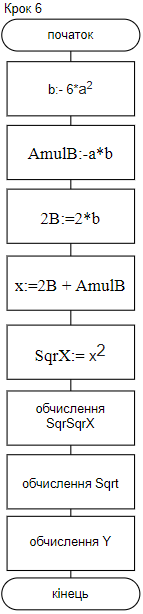 Крок 6
початок
b:- 6*a²
AmulB:-a*b
2B:=2*b
x:=2B + AmulB
SqrX:= x²
обчислення
SqrSqrX
обчислення Sqrt
обчислення Y
кінець